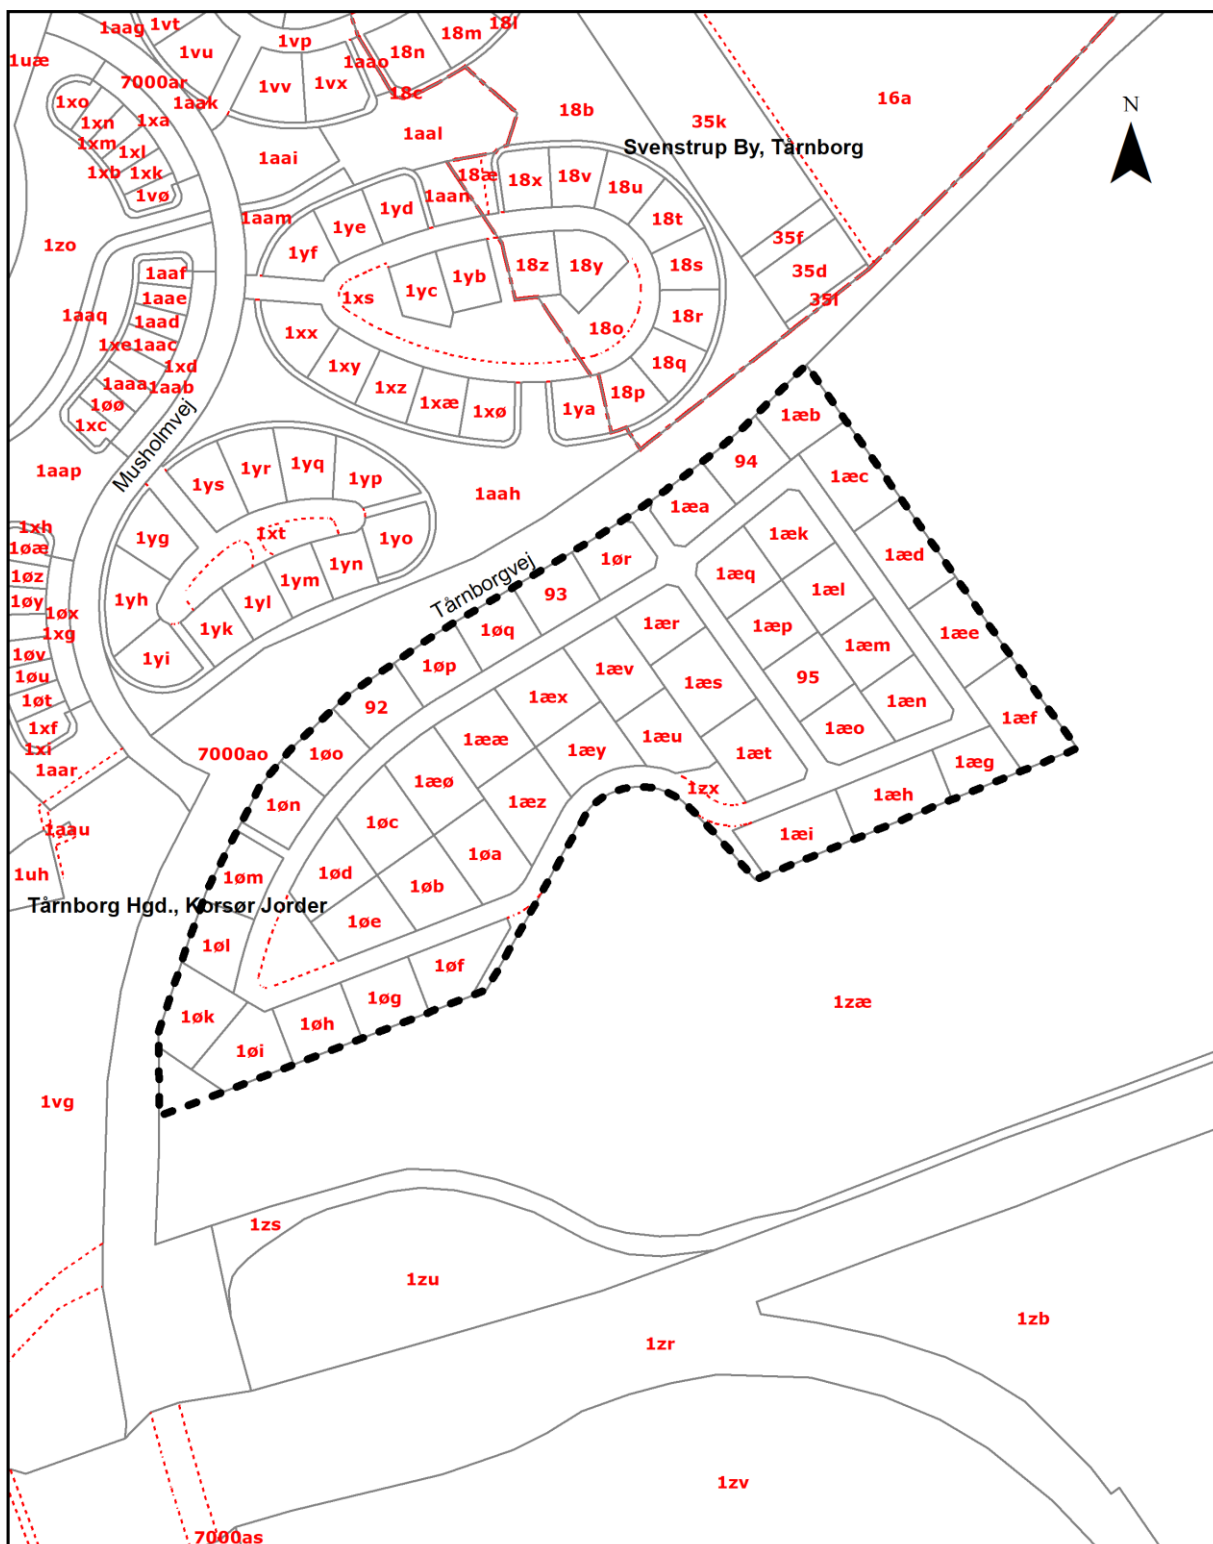 1aag
1vt
18l
18m
1vp
1vu
18n
1uæ
1aao
7000ar
1vv
1vx
18c
16a
1xo
1aak
1xa
18b
N
1xn
35k
1aal
1xm
1xl
Svenstrup By, Tårnborg
1aai
1xb
1xk
18æ
18x
18v
18u
1vø
1aan
1yd
1aam
18t
1ye
35f
1zo
1yf
18z
18y
18s
35d
1aaf
1yb
1yc
1aae
1xs
35l
1aaq
1aad
18r
18o
1xx
1xe
1aac
1xy
1xd
18q
1aaa
1aab
1xz
18p
1øø
1xæ
1xø
1ya
1xc
1æb
Musholmvej
1yr
1yq
94
1aap
1ys
1yp
1æc
1aah
1æa
1xh
1xt
1æk
1yg
1yo
1øæ
1ør
1æd
1yn
1øz
1æq
1ym
Tårnborgvej
93
1æl
1yh
1øy
1yl
1øx
1xg
1yk
1øq
1ær
1æp
1æe
1øv
1yi
1øp
1æv
1æm
1øu
95
1æs
1øt
1æx
1æn
92
1xf
1æf
1xi
7000ao
1øo
1ææ
1æy
1æu
1æt
1æo
1aar
1æg
1æø
1zx
1øn
1æz
1æh
1aau
1øc
1æi
1øa
1uh
1øm
1ød
1øb
Tårnborg Hgd., Korsør Jorder
1øe
1øl
1øf
1øg
1zæ
1øk
1øh
1øi
1vg
1zs
1zu
1zb
1zr
1zv
7000as